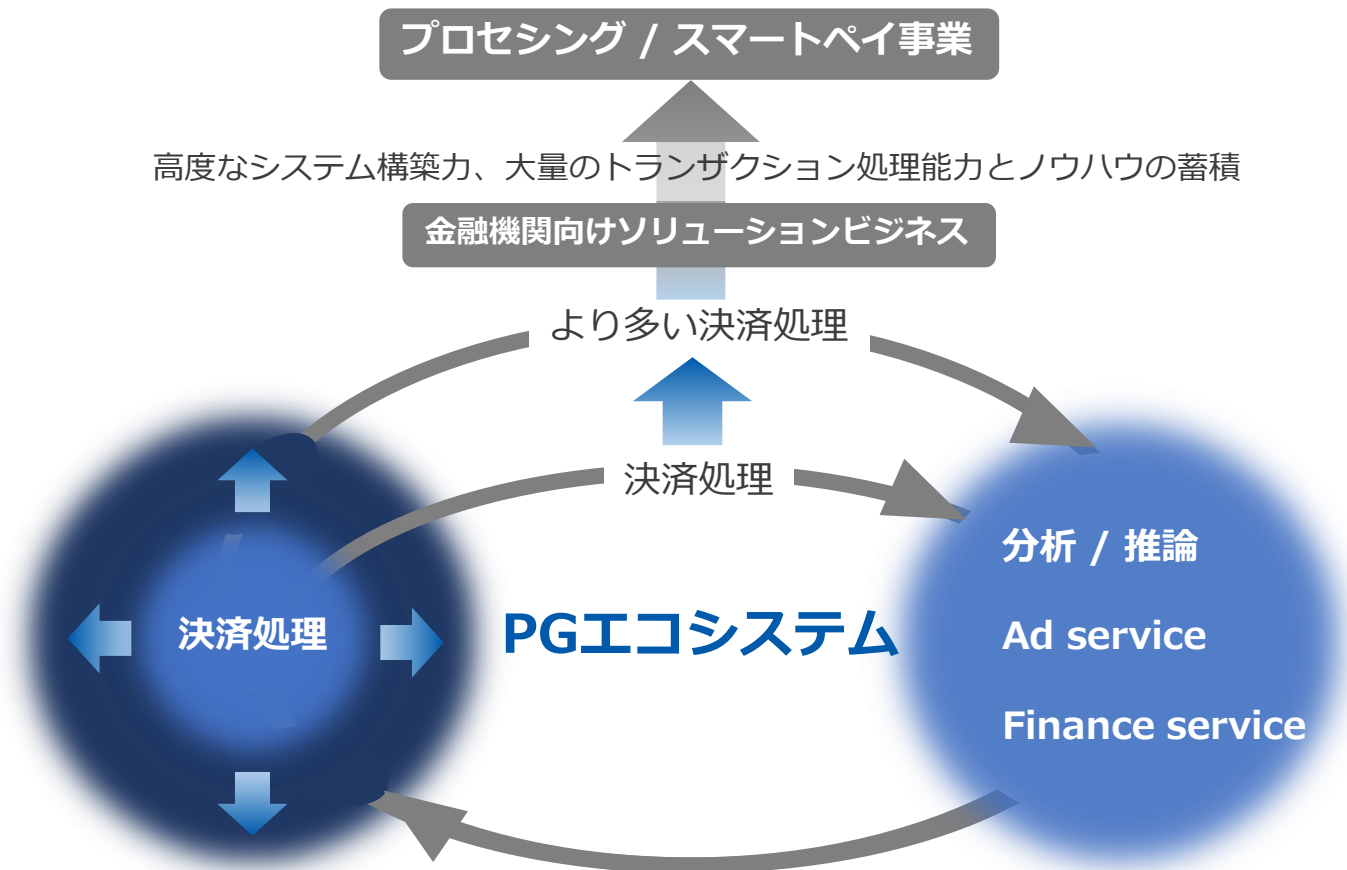 プロセシング / スマートペイ事業
高度なシステム構築力、大量のトランザクション処理能力とノウハウの蓄積
金融機関向けソリューションビジネス
より多い決済処理
決済処理
決済処理
PGエコシステム
分析 / 推論
Ad service
Finance service